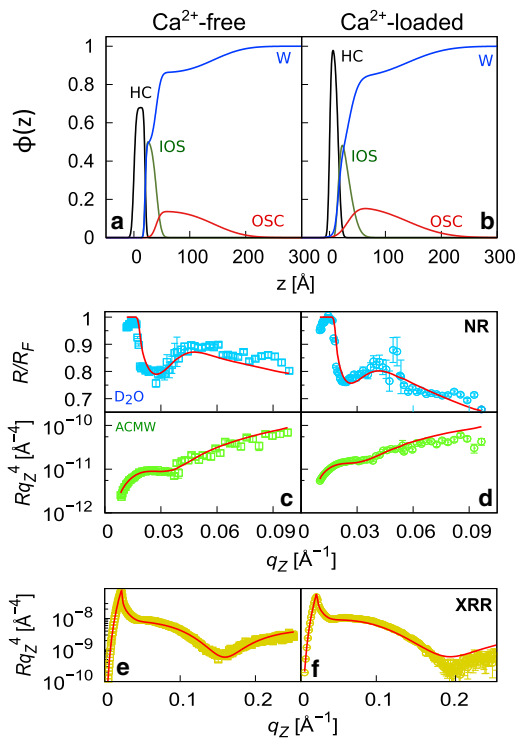 Ca²⁺-free Ca²⁺-loaded
1 W W
HC HC
0.8
0.6
ϕ(z) IOS IOS
0.4
0.2 OSC OSC
0 a b
0 100 200 300 0 100 200 300
z [Å]
1 NR
0.9
R/R_F
0.8
0.7 D₂O
10⁻¹⁰ ACMW
Rq_Z⁴ [Å⁻⁴]
10⁻¹¹
10⁻¹² c d
0 0.03 0.06 0.09 0 0.03 0.06 0.09
q_Z [Å⁻¹]
XRR
10⁻⁸
Rq_Z⁴ [Å⁻⁴]
10⁻⁹
10⁻¹⁰ e f
0 0.1 0.2 0.1 0.2
q_Z [Å⁻¹]